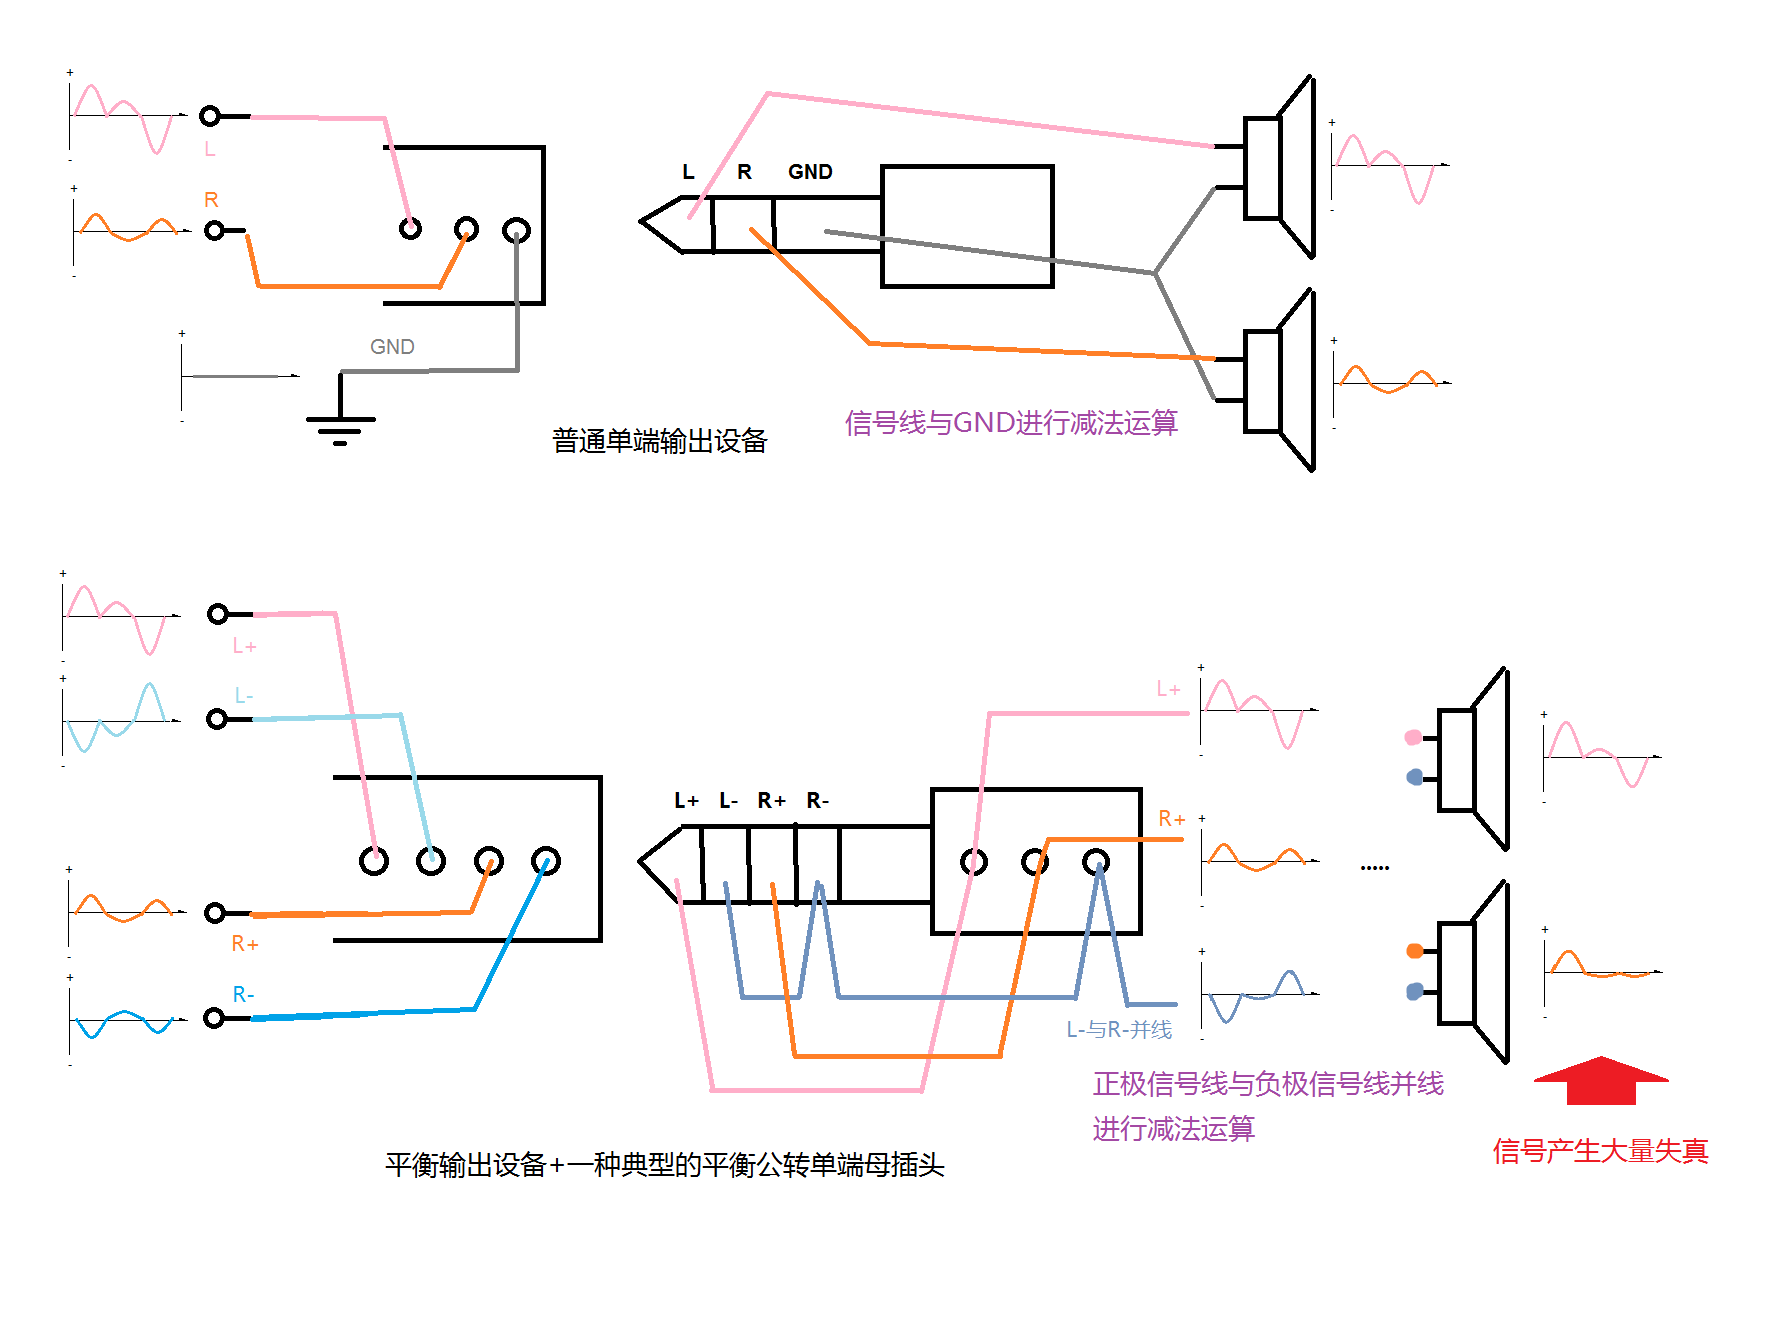 +
-
L
+
-
R
L R GND
+
-
+
-
GND
+
-
信号线与GND进行减法运算
普通单端输出设备
+
-
L+
+
-
L-
L+ L- R+ R-
+
-
R+
+
-
R-
L+
+
-
R+
+
-
.....
L-与R-并线
+
-
+
-
+
-
正极信号线与负极信号线并线
进行减法运算
信号产生大量失真
平衡输出设备+一种典型的平衡公转单端母插头